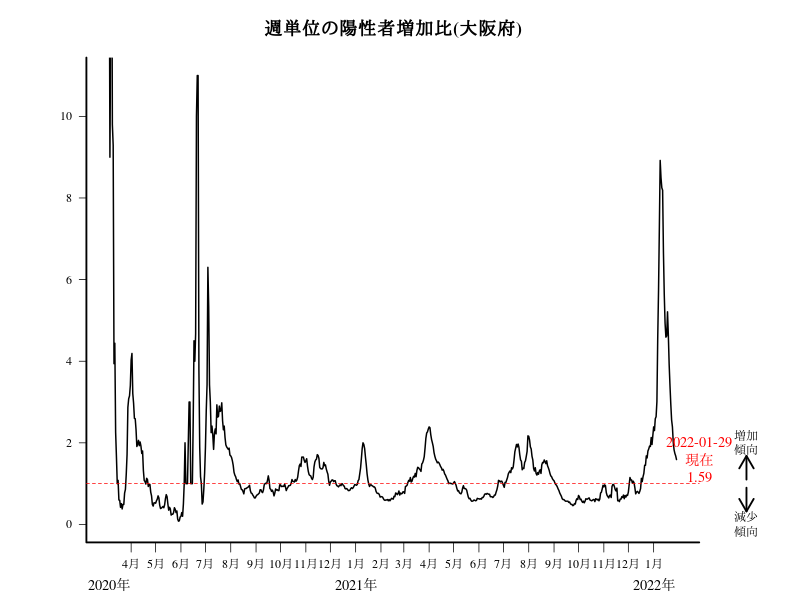 週単位の陽性者増加比(大阪府)
10
8
6
4
2
0
2022-01-29
現在
1.59
増加
傾向
減少
傾向
4月 5月 6月 7月 8月 9月 10月 11月 12月 1月 2月 3月 4月 5月 6月 7月 8月 9月 10月 11月 12月 1月
2020年 2021年 2022年